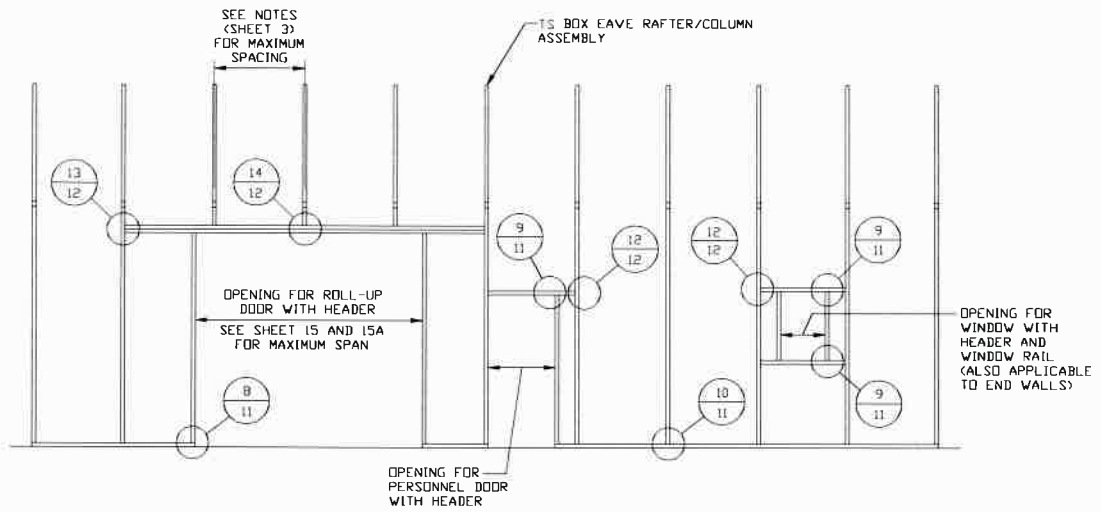 SEE NOTES
(SHEET 3)
FOR MAXIMUM
SPACING
TS BOX EAVE RAFTER/COLUMN
ASSEMBLY
13
12
14
12
9
11
12
12
12
12
9
11
OPENING FOR ROLL-UP
DOOR WITH HEADER
SEE SHEET 15 AND 15A
FOR MAXIMUM SPAN
OPENING FOR
WINDOW WITH
HEADER AND
WINDOW RAIL
(ALSO APPLICABLE
TO END WALLS)
8
11
10
11
9
11
OPENING FOR
PERSONNEL DOOR
WITH HEADER